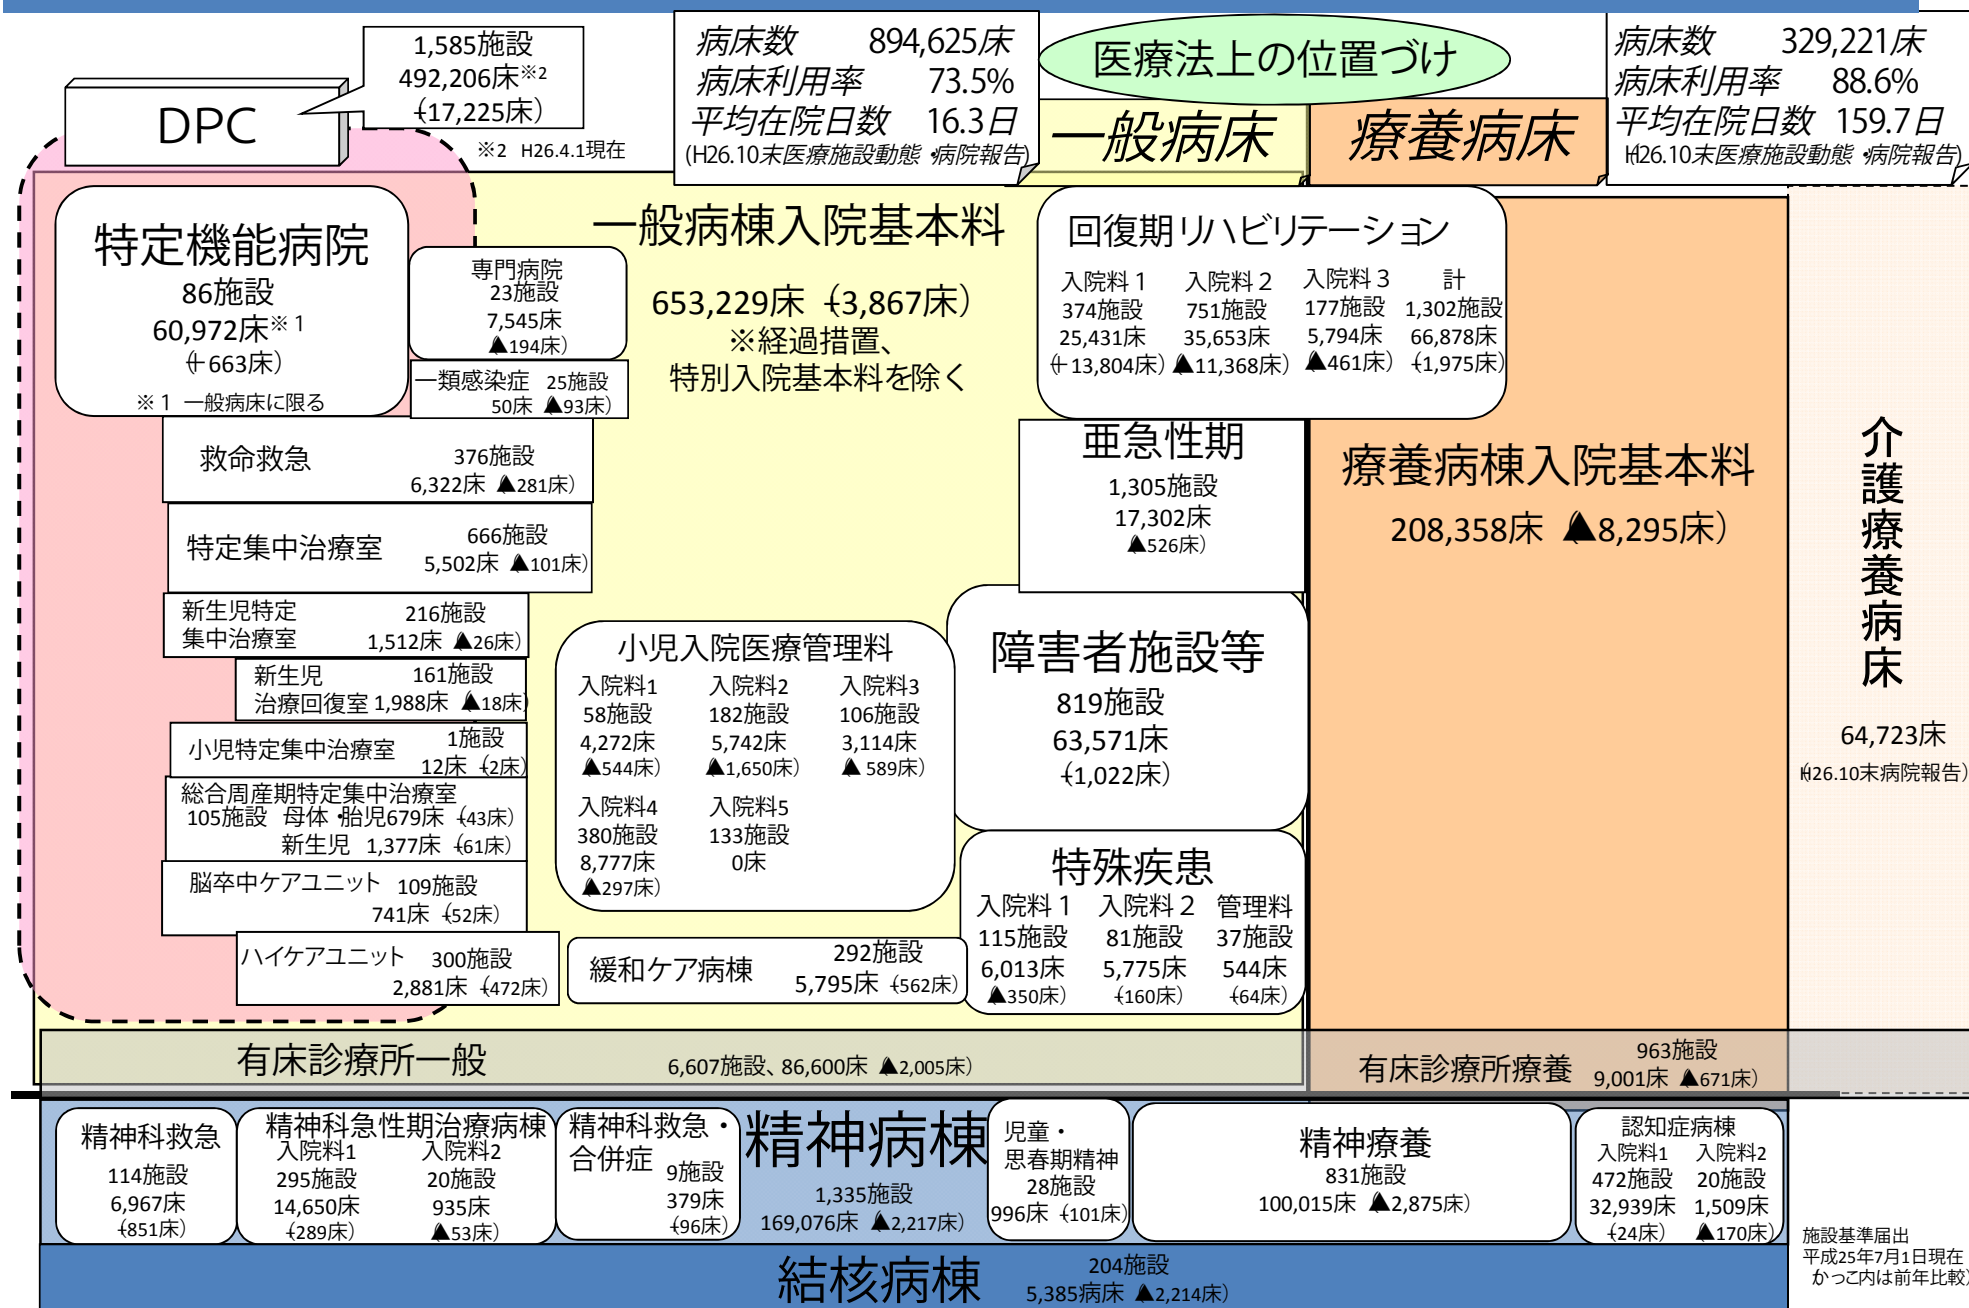 1,585施設
492,206床※2
(+17,225床)
DPC
※2 H26.4.1現在
病床数 894,625床
病床利用率 73.5%
平均在院日数 16.3日
(H26.10末医療施設動態・病院報告)
医療法上の位置づけ
病床数 329,221床
病床利用率 88.6%
平均在院日数 159.7日
(H26.10末医療施設動態・病院報告)
一般病床
療養病床
特定機能病院
86施設
60,972床※1
(+663床)
※1 一般病床に限る
専門病院
23施設
7,545床
(▲194床)
一類感染症 25施設
50床 (▲93床)
一般病棟入院基本料
653,229床 (+3,867床)
※経過措置、
特別入院基本料を除く
回復期リハビリテーション
入院料1 入院料2 入院料3 計
374施設 751施設 177施設 1,302施設
25,431床 35,653床 5,794床 66,878床
(+13,804床) (▲11,368床) (▲461床) (+1,975床)
救命救急 376施設
6,322床 (▲281床)
特定集中治療室 666施設
5,502床 (▲101床)
新生児特定
集中治療室
216施設
1,512床 (▲26床)
新生児
治療回復室
161施設
1,988床 (▲18床)
小児特定集中治療室 1施設
12床 (+2床)
総合周産期特定集中治療室
105施設 母体・胎児679床 (+43床)
新生児 1,377床 (+61床)
脳卒中ケアユニット 109施設
741床 (+52床)
ハイケアユニット 300施設
2,881床 (+472床)
亜急性期
1,305施設
17,302床
(▲526床)
療養病棟入院基本料
208,358床 (▲8,295床)
介護療養病床
64,723床
(H26.10末病院報告)
小児入院医療管理料
入院料1 入院料2 入院料3
58施設 182施設 106施設
4,272床 5,742床 3,114床
(▲544床) (▲1,650床) (▲589床)
入院料4 入院料5
380施設 133施設
8,777床 0床
(▲297床)
障害者施設等
819施設
63,571床
(+1,022床)
特殊疾患
入院料1 入院料2 管理料
115施設 81施設 37施設
6,013床 5,775床 544床
(▲350床) (+160床) (+64床)
緩和ケア病棟 292施設
5,795床 (+562床)
有床診療所一般 6,607施設、86,600床 (▲2,005床)
有床診療所療養 963施設
9,001床 (▲671床)
精神科救急
114施設
6,967床
(+851床)
精神科急性期治療病棟
入院料1 入院料2
295施設 20施設
14,650床 935床
(+289床) (▲53床)
精神科救急・
合併症
9施設
379床
(+96床)
精神病棟
1,335施設
169,076床 (▲2,217床)
児童・
思春期精神
28施設
996床 (+101床)
精神療養
831施設
100,015床 (▲2,875床)
認知症病棟
入院料1 入院料2
472施設 20施設
32,939床 1,509床
(+24床) (▲170床)
結核病棟
204施設
5,385病床 (▲2,214床)
施設基準届出
平成25年7月1日現在
(かっこ内は前年比較)